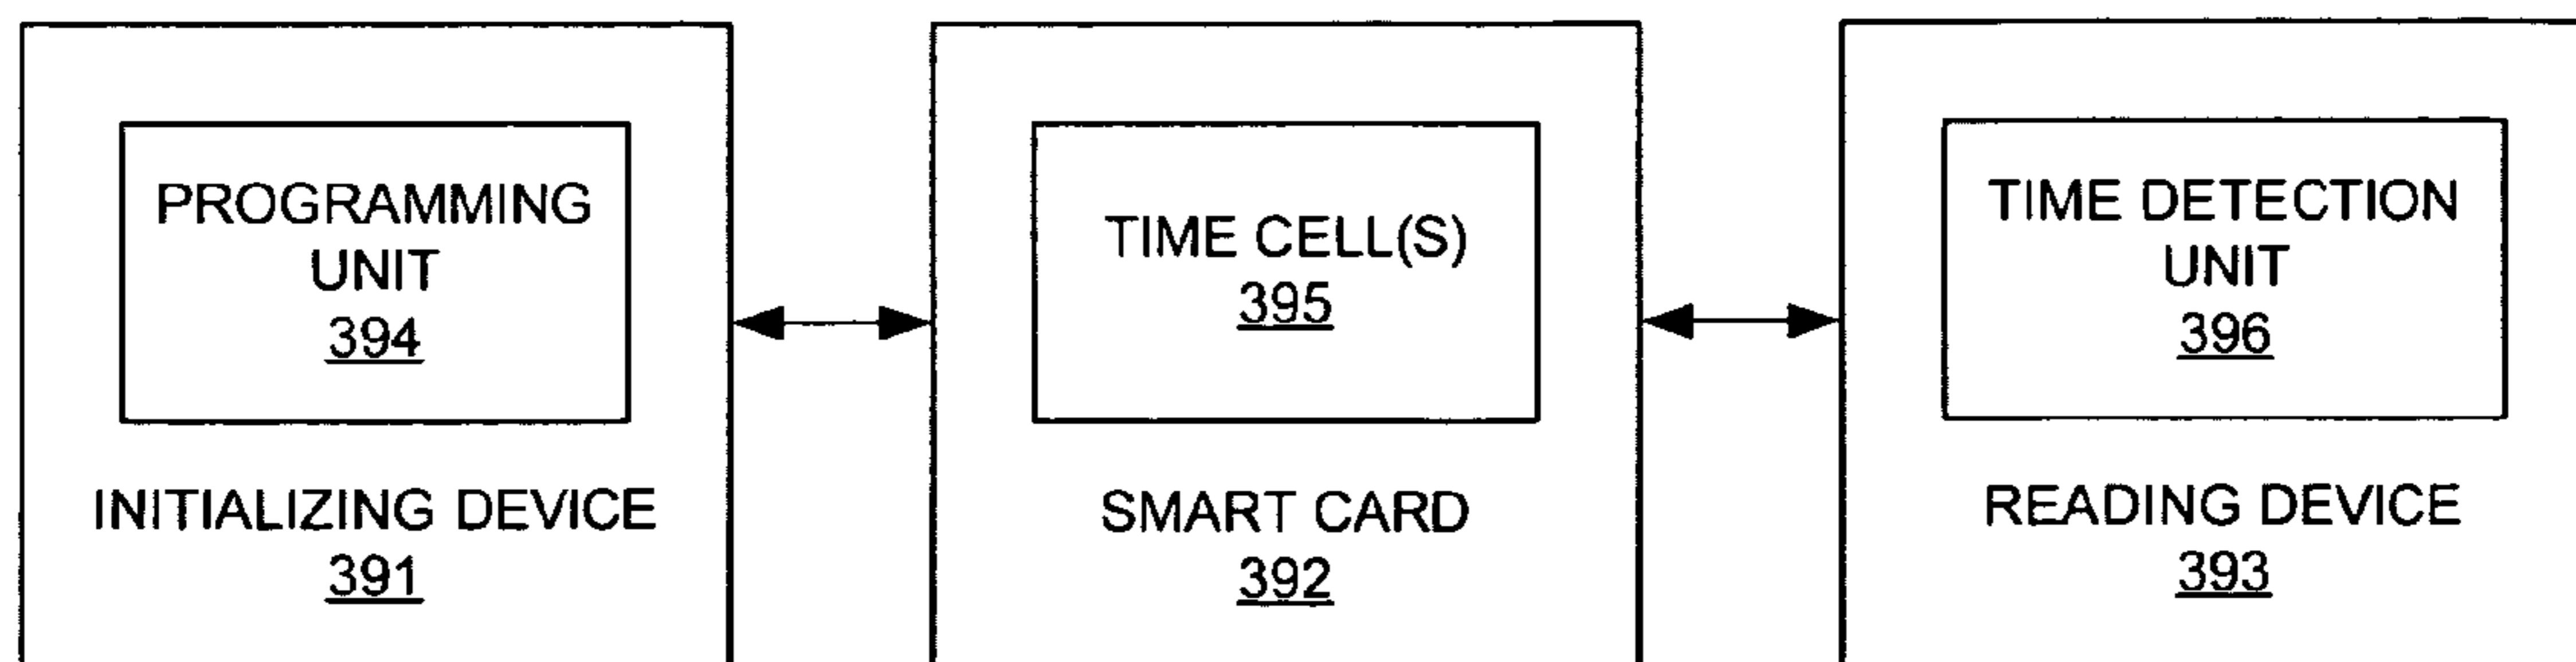 PROGRAMMING
UNIT
394
INITIALIZING DEVICE
391
TIME CELL(S)
395
SMART CARD
392
TIME DETECTION
UNIT
396
READING DEVICE
393